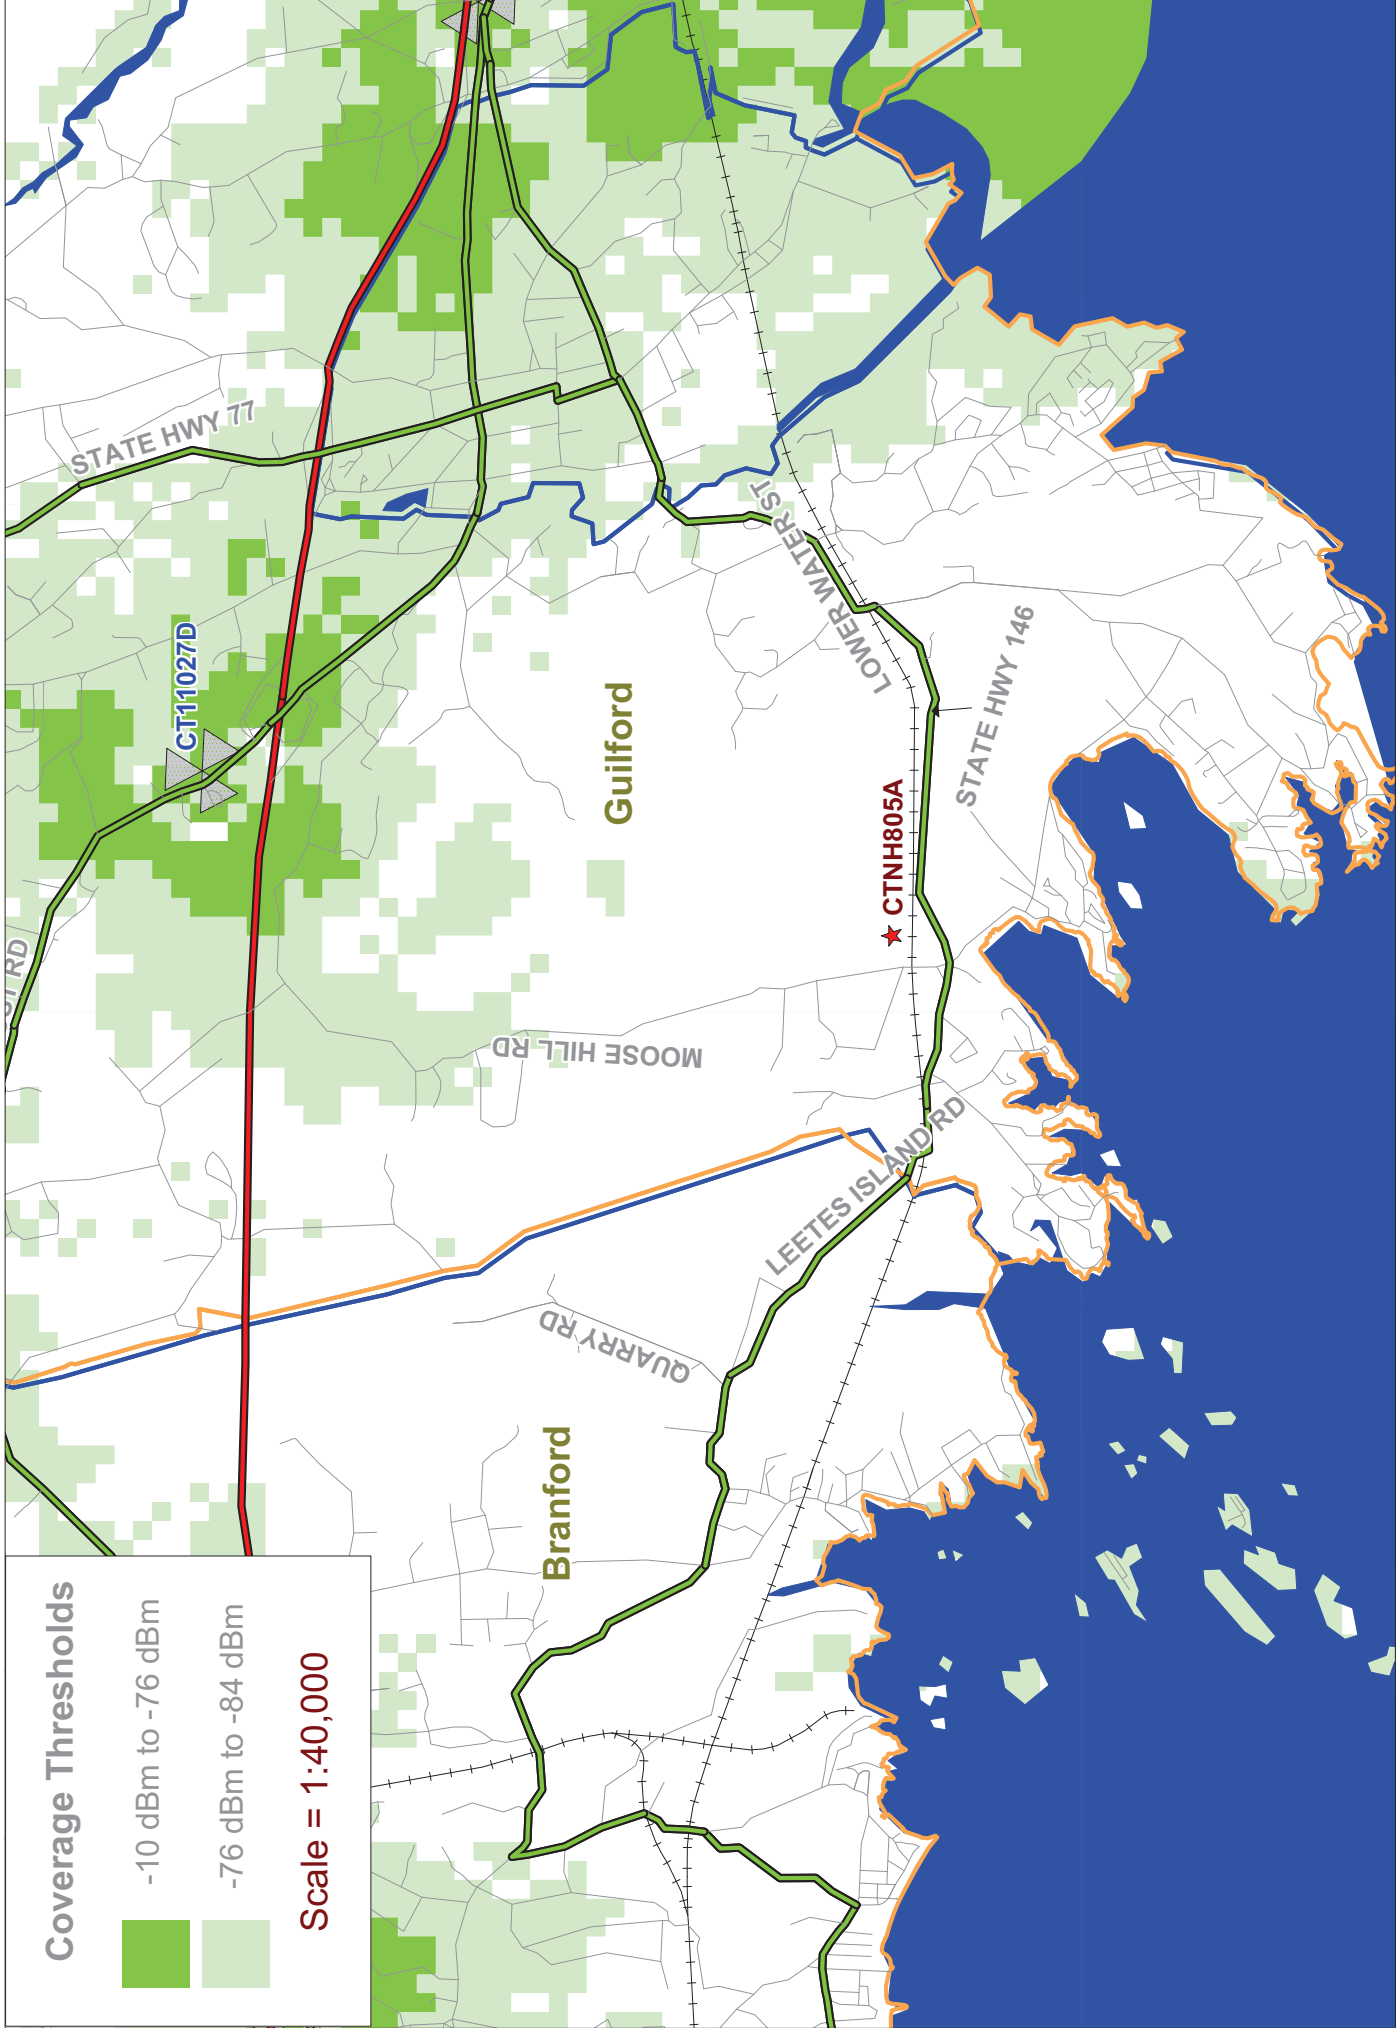 Coverage Thresholds
-10 dBm to -76 dBm
-76 dBm to -84 dBm
Scale = 1:40,000
RD
STATE HWY 77
CT11027D
Guilford
Branford
MOOSE HILL RD
QUARRY RD
LEETES ISLAND RD
LOWER WATER ST
CTNH805A
STATE HWY 146